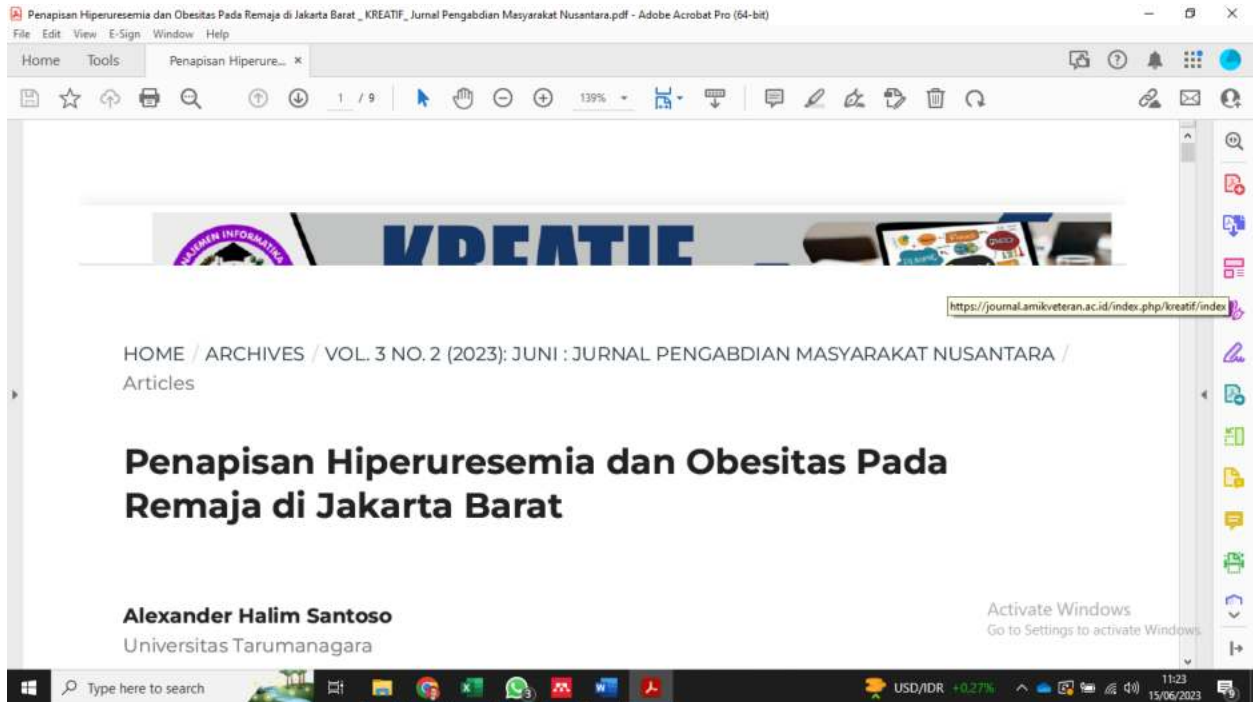 Penapisan Hiperuresemia dan Obesitas Pada Remaja di Jakarta Barat _ KREATIF_ Jurnal Pengabdian Masyarakat Nusantara.pdf - Adobe Acrobat Pro (64-bit)
File Edit View E-Sign Window Help
Home Tools Penapisan Hiperure... ×
1 / 9 139%
MANAJEMEN INFORMATIKA
KREATIF
https://journal.amikveteran.ac.id/index.php/kreatif/index
HOME / ARCHIVES / VOL. 3 NO. 2 (2023): JUNI : JURNAL PENGABDIAN MASYARAKAT NUSANTARA /
Articles
Penapisan Hiperuresemia dan Obesitas Pada
Remaja di Jakarta Barat
Alexander Halim Santoso
Universitas Tarumanagara
Activate Windows
Go to Settings to activate Windows.
Type here to search
USD/IDR +0,27%
11:23
15/06/2023